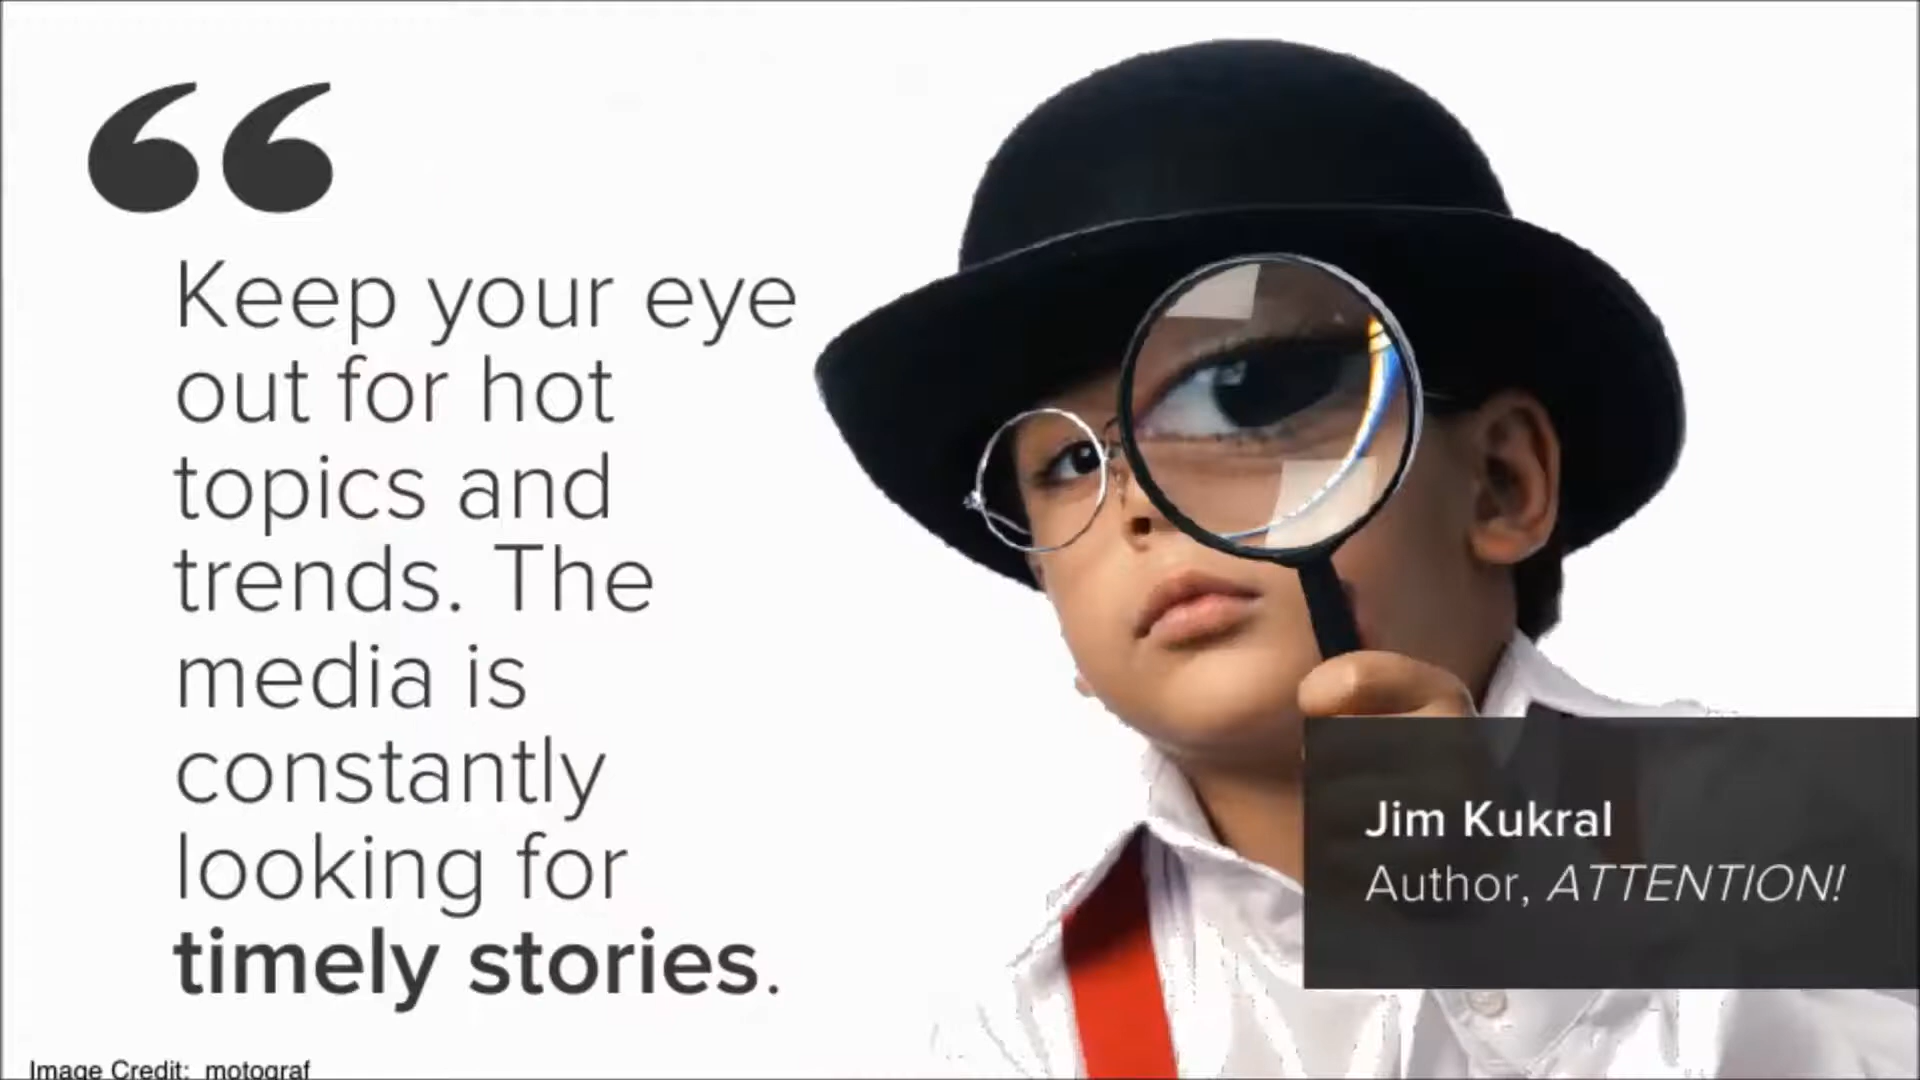 “
Keep your eye
out for hot
topics and
trends. The
media is
constantly
looking for
timely stories.
Jim Kukral
Author, ATTENTION!
Image Credit: motograf